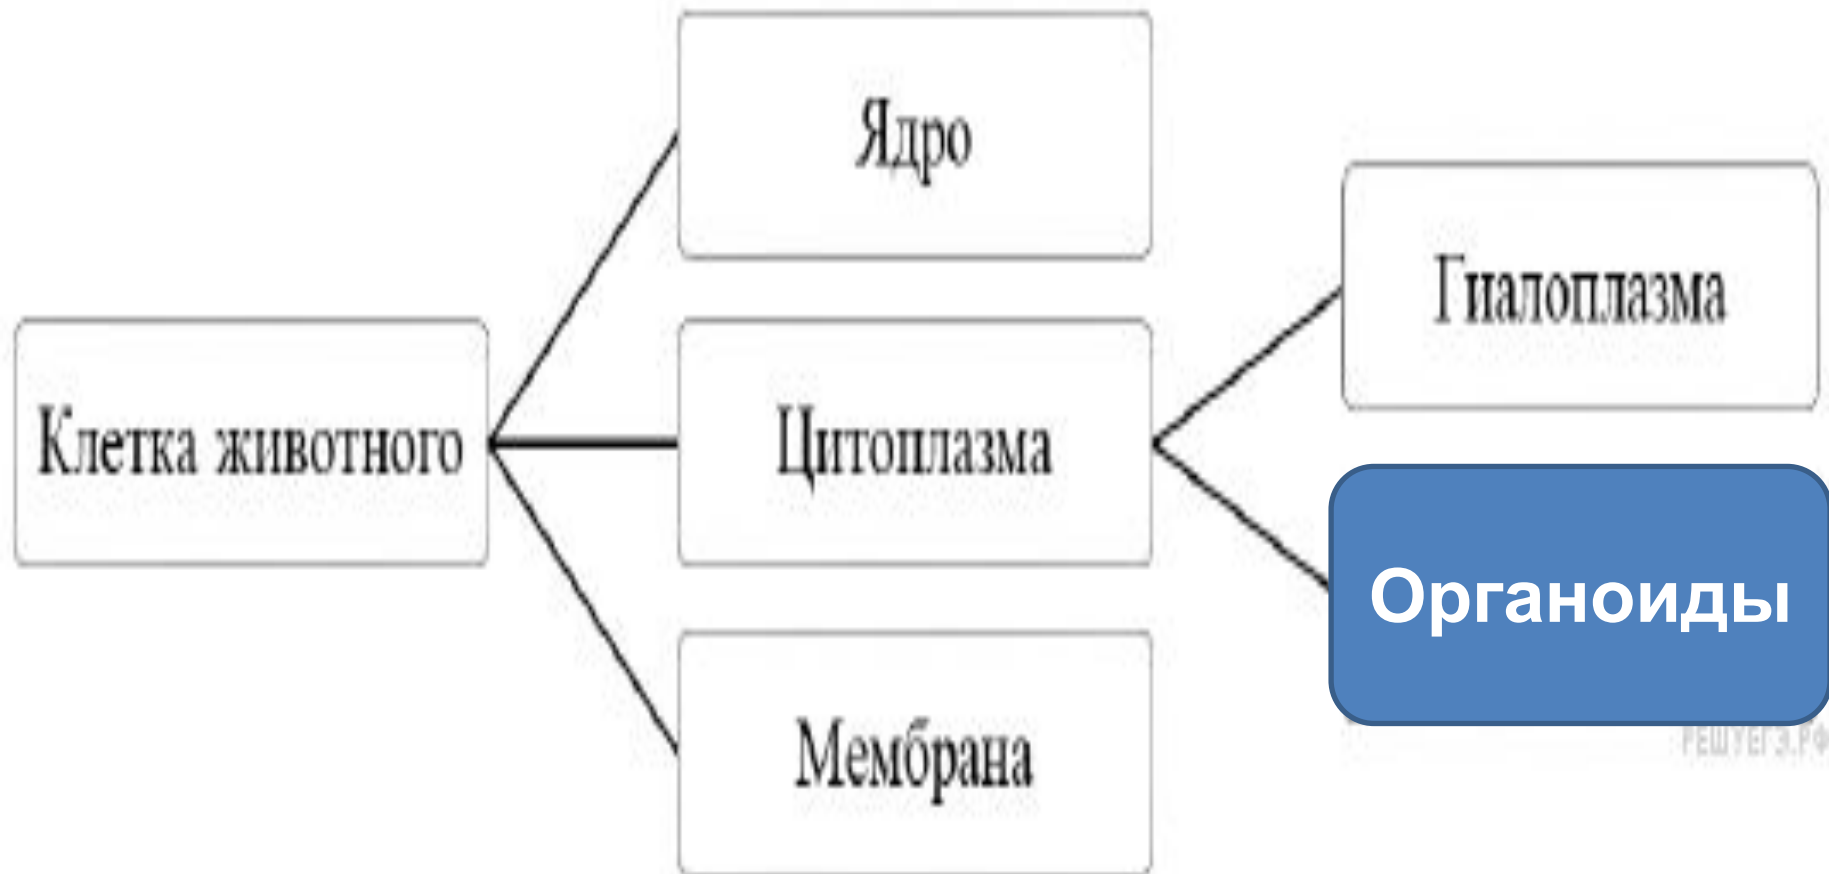 Ядро
Гиалоплазма
Клетка животного
Цитоплазма
Органоиды
Мембрана
РЕШУЕГЭ.РФ